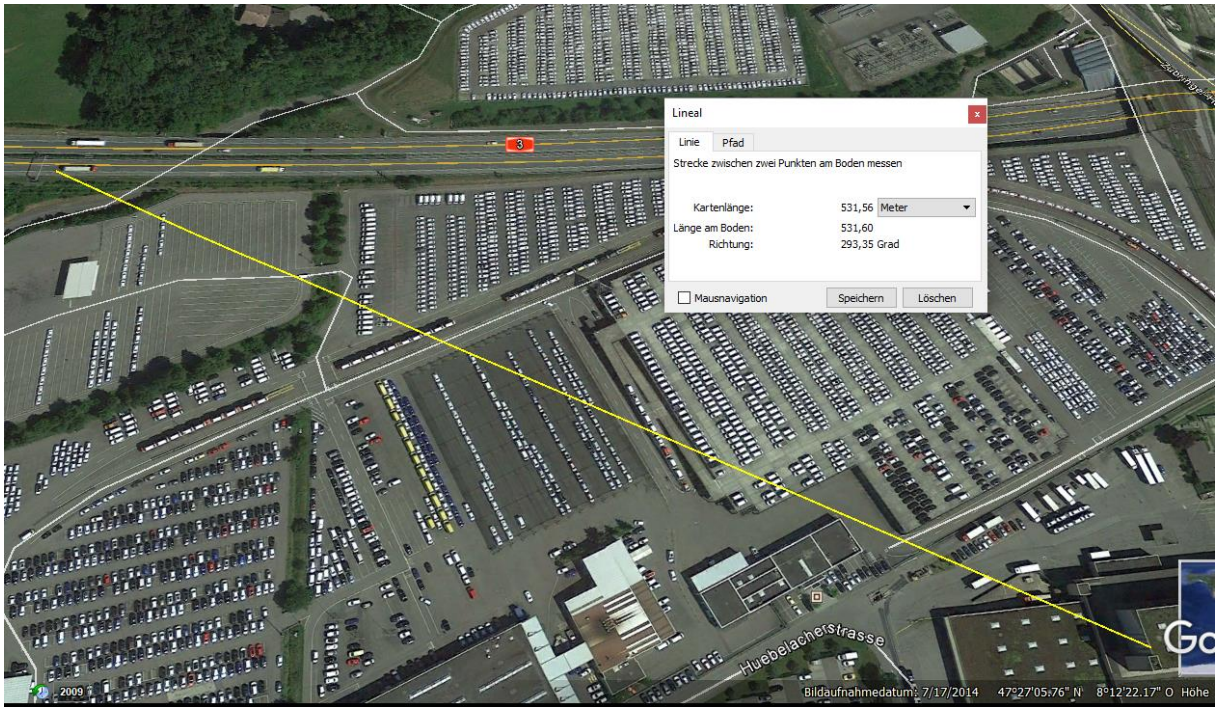 Lineal
x
Linie Pfad
Strecke zwischen zwei Punkten am Boden messen
3
Kartenlänge: 531,56 Meter
Länge am Boden: 531,60
Richtung: 293,35 Grad
Mausnavigation Speichern Löschen
Huebelacherstrasse
Go
2009
Bildaufnahmedatum: 7/17/2014 47°27'05.76" N 8°12'22.17" O Höhe